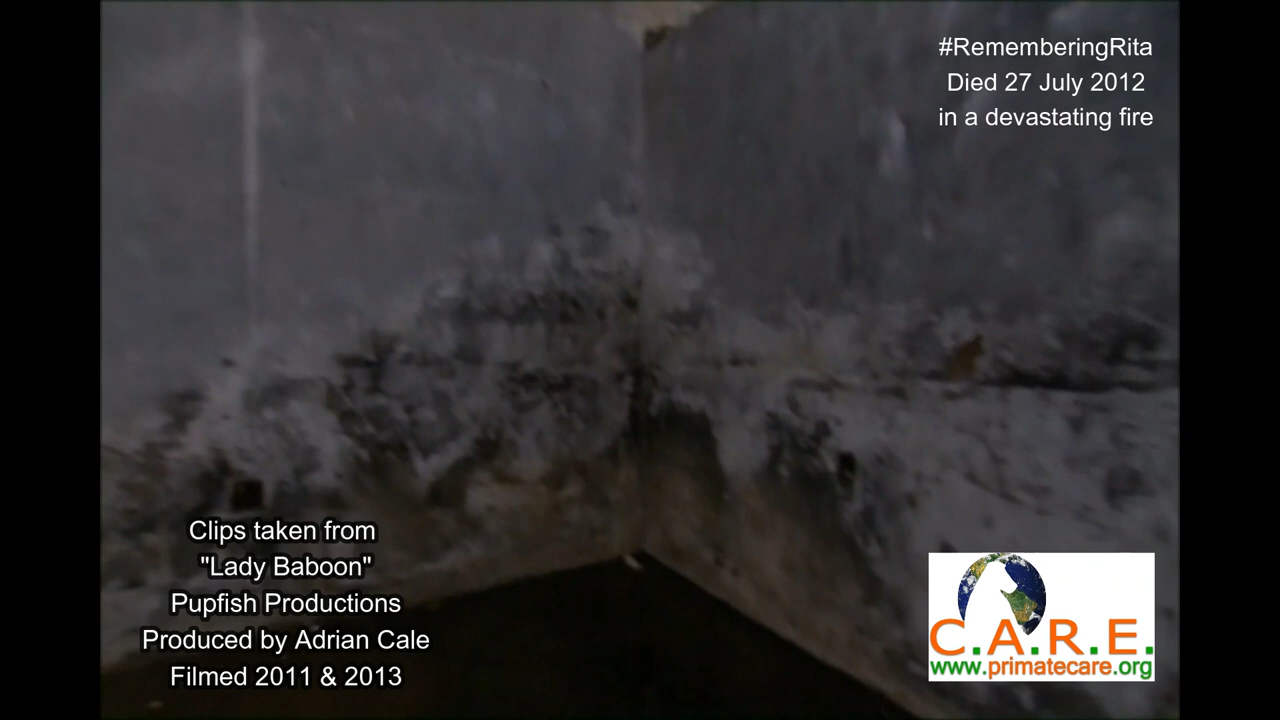 #RememberingRita
Died 27 July 2012
in a devastating fire
Clips taken from
"Lady Baboon"
Pupfish Productions
Produced by Adrian Cale
Filmed 2011 & 2013
C.A.R.E.
www.primatecare.org